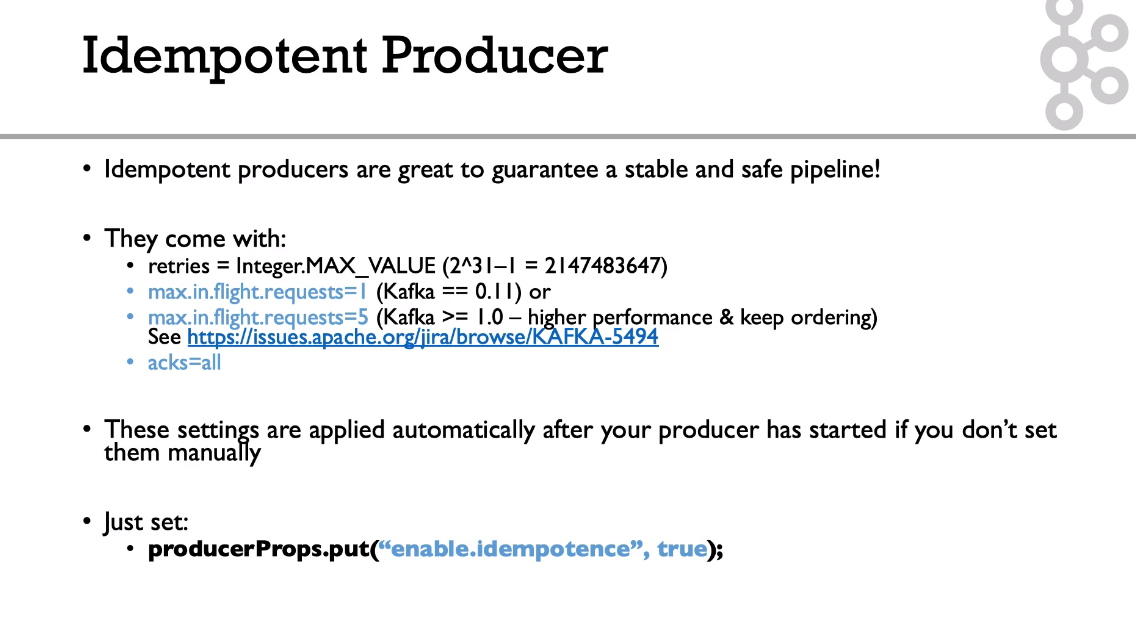 Idempotent Producer
• Idempotent producers are great to guarantee a stable and safe pipeline!
• They come with:
• retries = Integer.MAX_VALUE (2^31–1 = 2147483647)
• max.in.flight.requests=1 (Kafka == 0.11) or
• max.in.flight.requests=5 (Kafka >= 1.0 – higher performance & keep ordering)
See https://issues.apache.org/jira/browse/KAFKA-5494
• acks=all
• These settings are applied automatically after your producer has started if you don’t set
them manually
• Just set:
• producerProps.put(“enable.idempotence”, true);